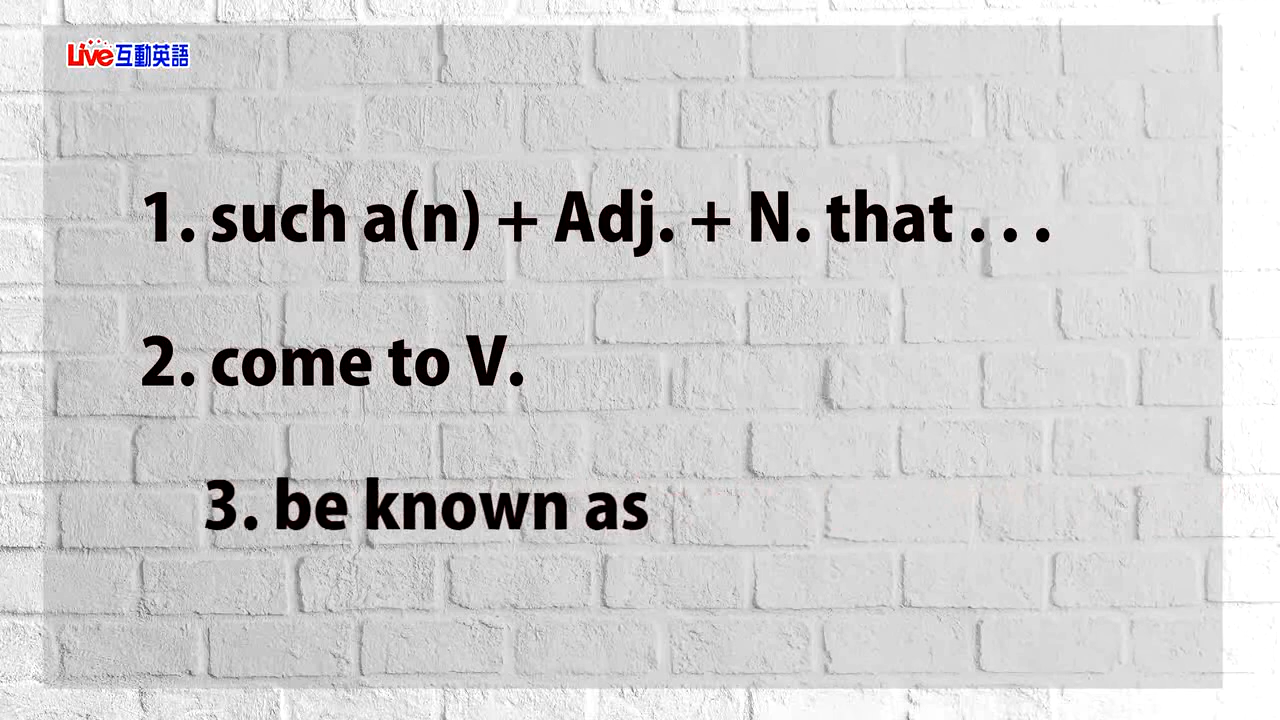 Live互動英語
1. such a(n) + Adj. + N. that . . .
2. come to V.
3. be known as